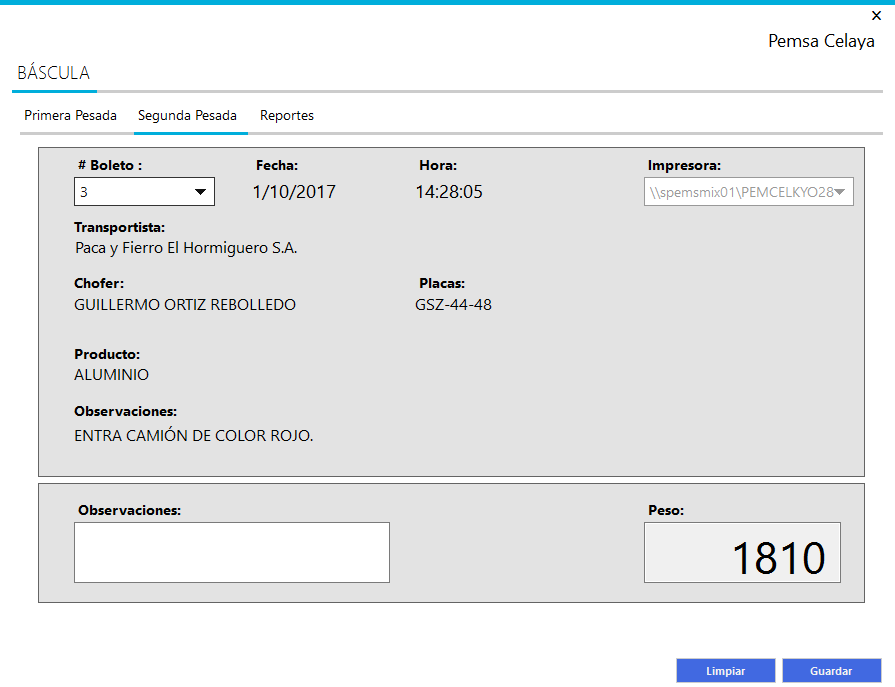 x
Pemsa Celaya
BÁSCULA
Primera Pesada Segunda Pesada Reportes
# Boleto : Fecha: Hora: Impresora:
3 1/10/2017 14:28:05 \\spemsmix01\PEMCELKYO28
Transportista:
Paca y Fierro El Hormiguero S.A.
Chofer: Placas:
GUILLERMO ORTIZ REBOLLEDO GSZ-44-48
Producto:
ALUMINIO
Observaciones:
ENTRA CAMIÓN DE COLOR ROJO.
Observaciones: Peso:
1810
Limpiar Guardar